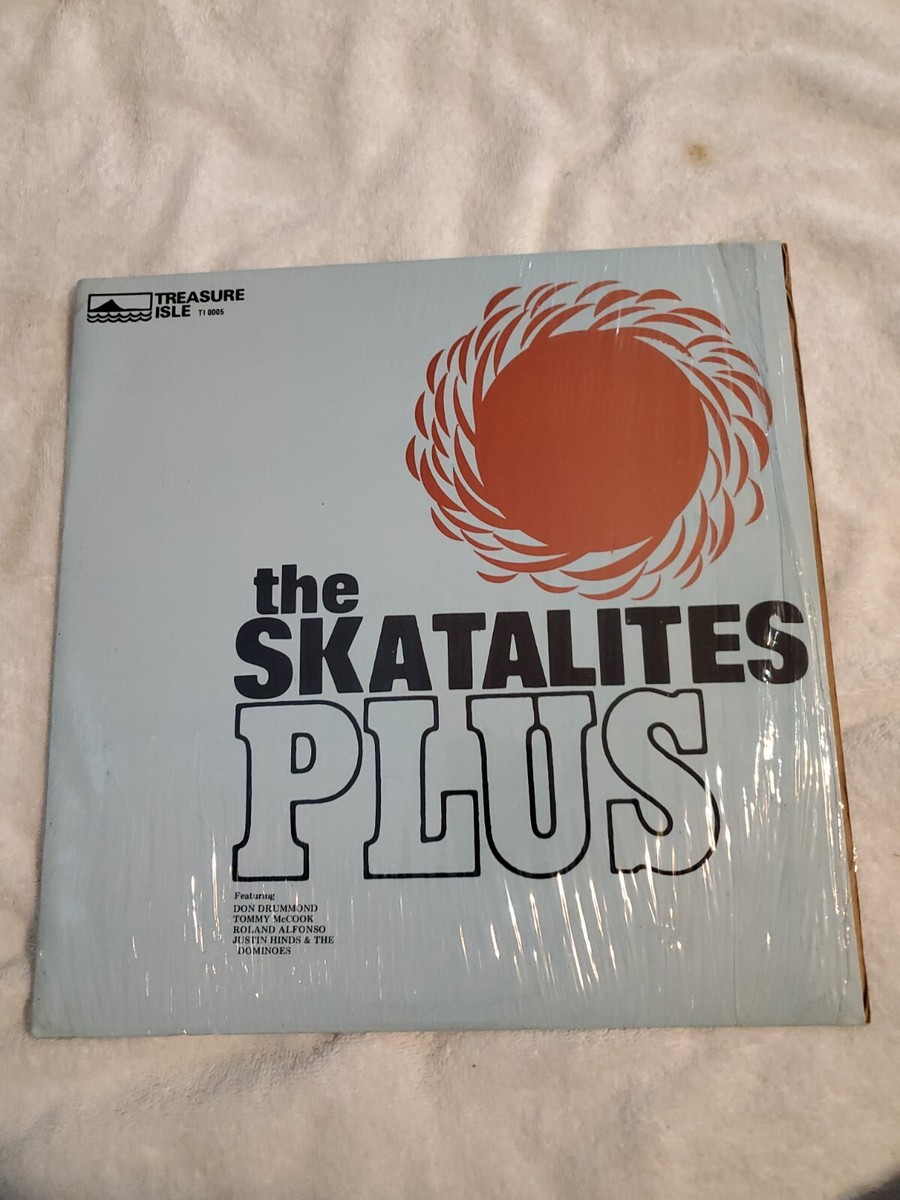 TREASURE
ISLE TI 0005
the
SKATALITES
PLUS
Featuring
DON DRUMMOND
TOMMY McCOOK
ROLAND ALFONSO
JUSTIN HINDS & THE
DOMINOES